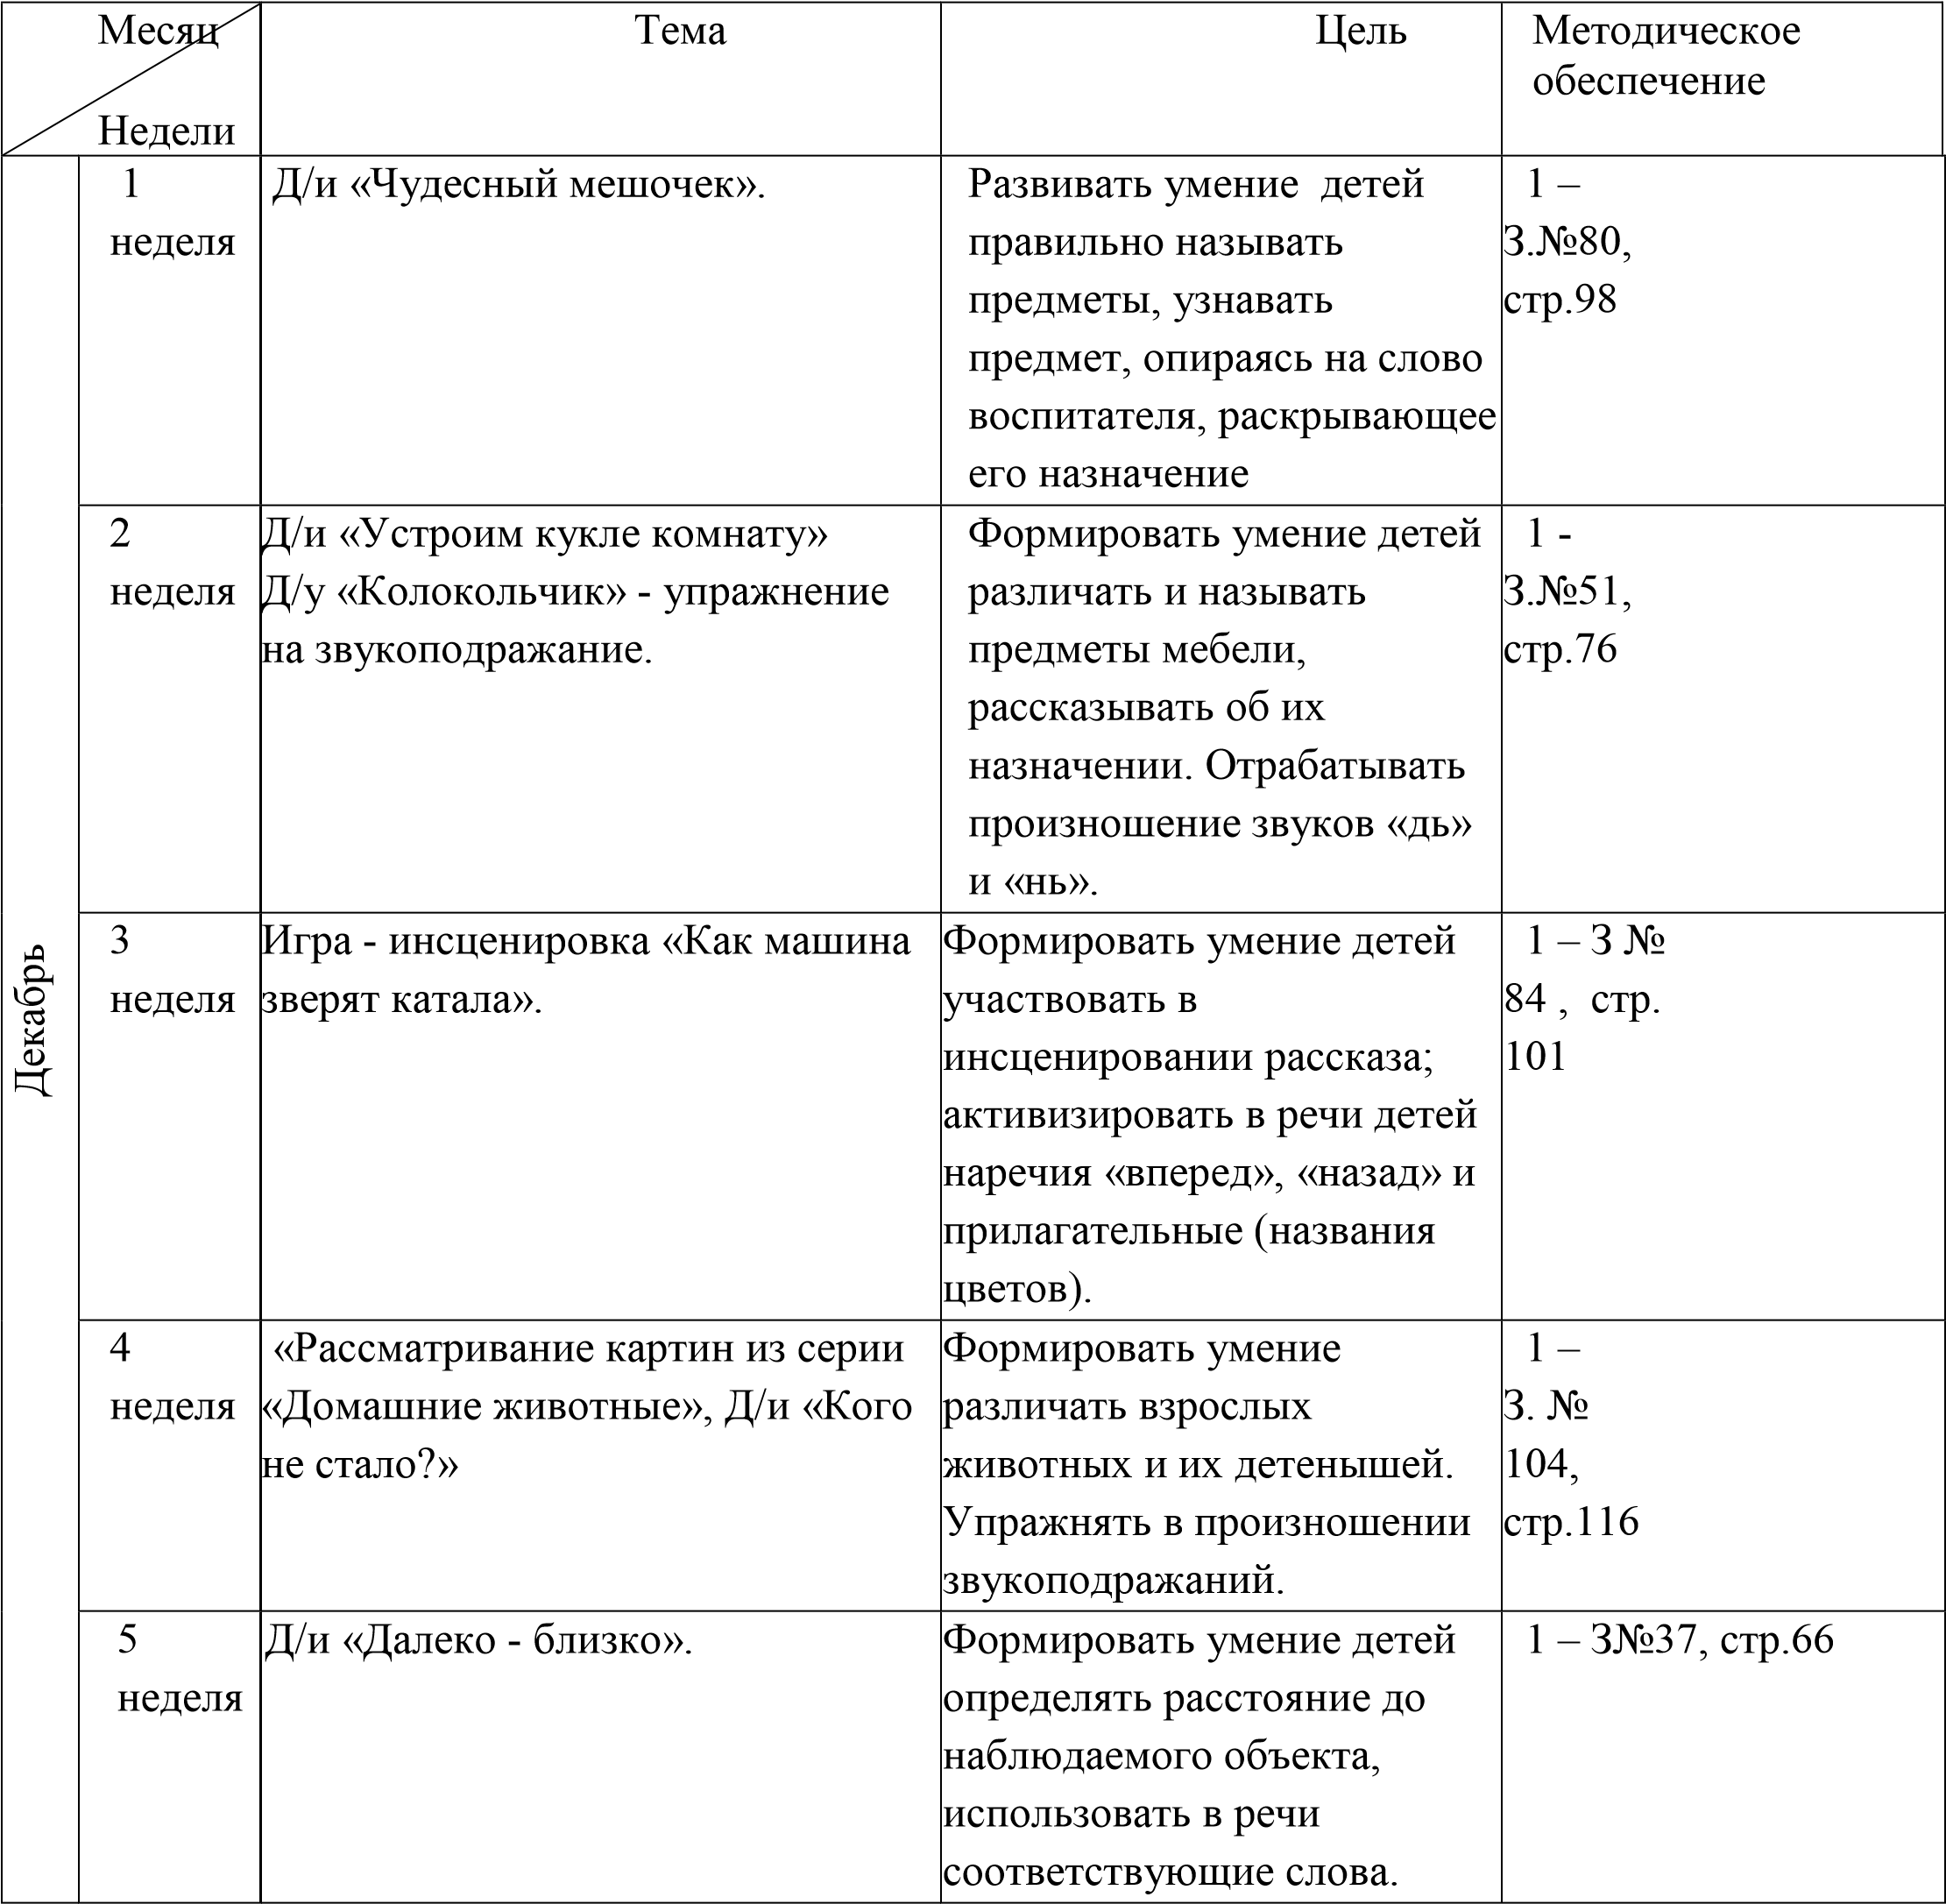 Месяц
Недели
Тема
Цель
Методическое
обеспечение
Декабрь
1
неделя
Д/и «Чудесный мешочек».
Развивать умение  детей
правильно называть
предметы, узнавать
предмет, опираясь на слово
воспитателя, раскрывающее
его назначение
1 –
З.№80,
стр.98
2
неделя
Д/и «Устроим кукле комнату»
Д/у «Колокольчик» - упражнение
на звукоподражание.
Формировать умение детей
различать и называть
предметы мебели,
рассказывать об их
назначении. Отрабатывать
произношение звуков «дь»
и «нь».
1 -
З.№51,
стр.76
3
неделя
Игра - инсценировка «Как машина
зверят катала».
Формировать умение детей
участвовать в
инсценировании рассказа;
активизировать в речи детей
наречия «вперед», «назад» и
прилагательные (названия
цветов).
1 – З №
84 ,  стр.
101
4
неделя
«Рассматривание картин из серии
«Домашние животные», Д/и «Кого
не стало?»
Формировать умение
различать взрослых
животных и их детенышей.
Упражнять в произношении
звукоподражаний.
1 –
З. №
104,
стр.116
5
неделя
Д/и «Далеко - близко».
Формировать умение детей
определять расстояние до
наблюдаемого объекта,
использовать в речи
соответствующие слова.
1 – З№37, стр.66